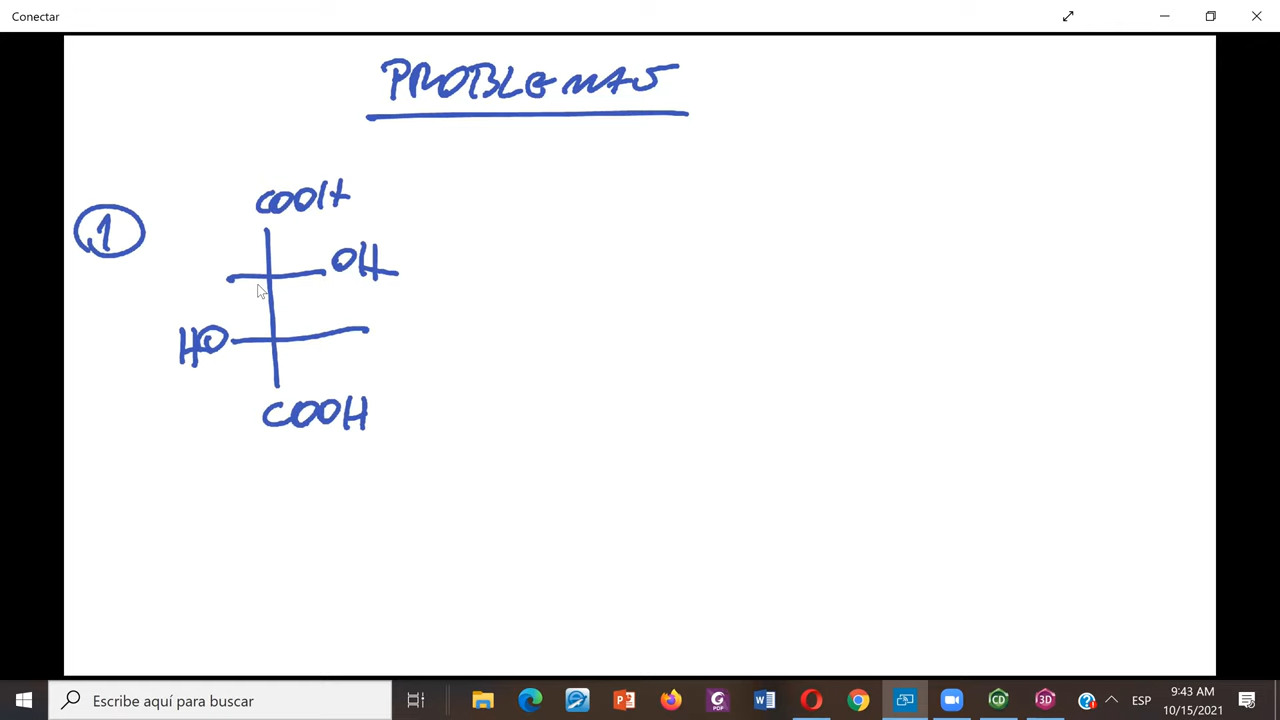 Conectar
PROBLEMAS
1
COOH
OH
HO
COOH
Escribe aquí para buscar
ESP
9:43 AM
10/15/2021